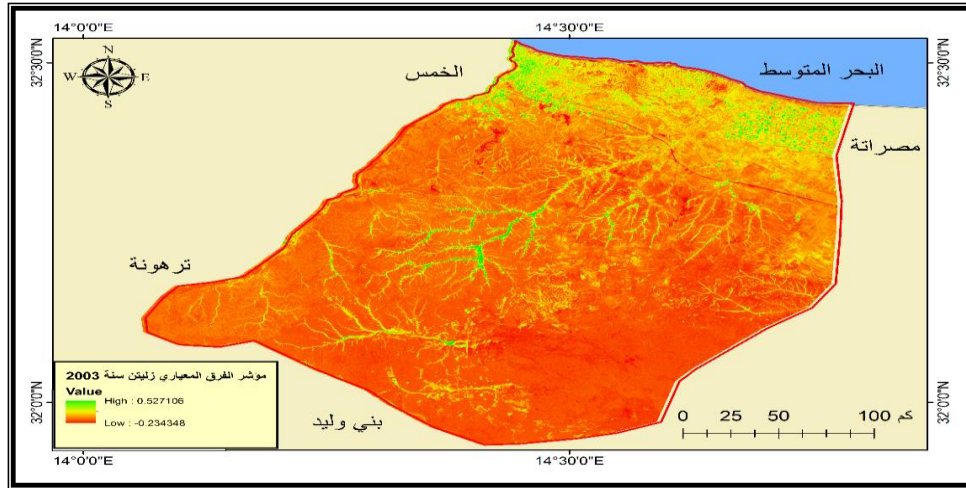 14°0'0"E
14°30'0"E
32°30'0"N
32°30'0"N
N
W E
S
الخمس
البحر المتوسط
مصراتة
ترهونة
بني وليد
مؤشر الفرق المعياري زليتن سنة 2003
Value
High : 0.527106
Low : -0.234348
0 25 50 100 كم
32°0'0"N
32°0'0"N
14°0'0"E
14°30'0"E